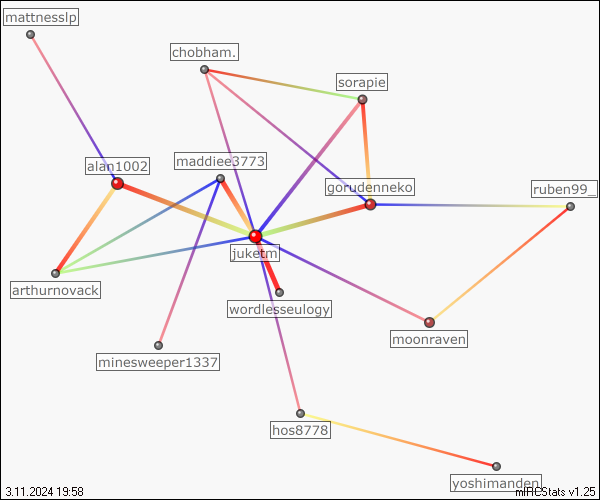 mattnesslp
chobham.
sorapie
alan1002
maddiee3773
gorudenneko
ruben99_
juketm
arthurnovack
wordlesseulogy
moonraven
minesweeper1337
hos8778
yoshimanden
3.11.2024 19:58
mIRCStats v1.25